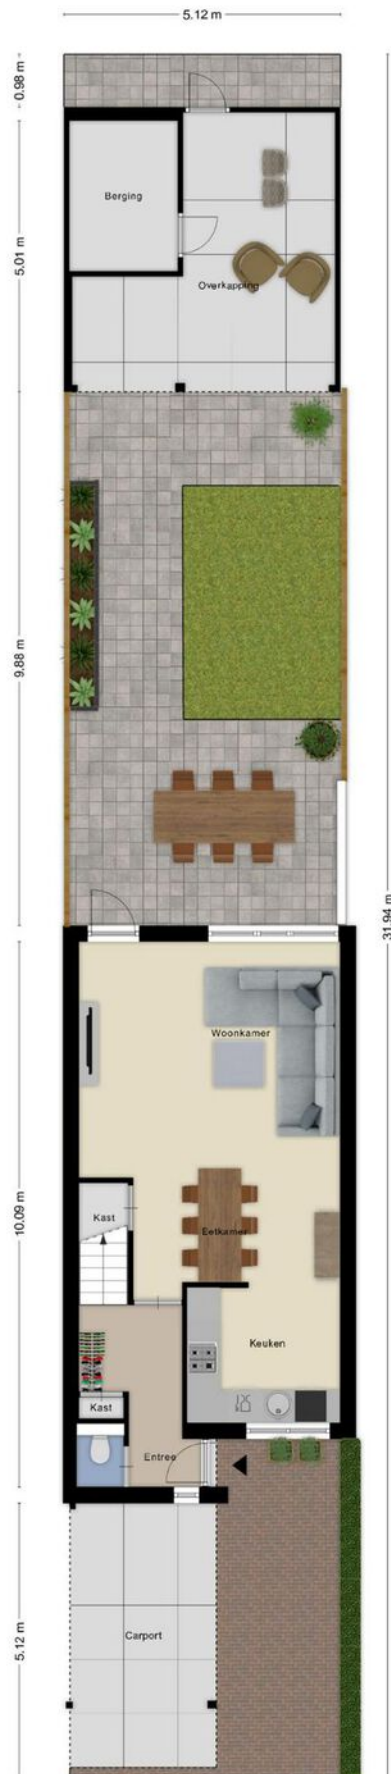 5.12 m
0.98 m
5.01 m
Berging
Overkapping
9.88 m
31.94 m
Woonkamer
10.09 m
Kast
Eetkamer
Keuken
Kast
Entree
5.12 m
Carport